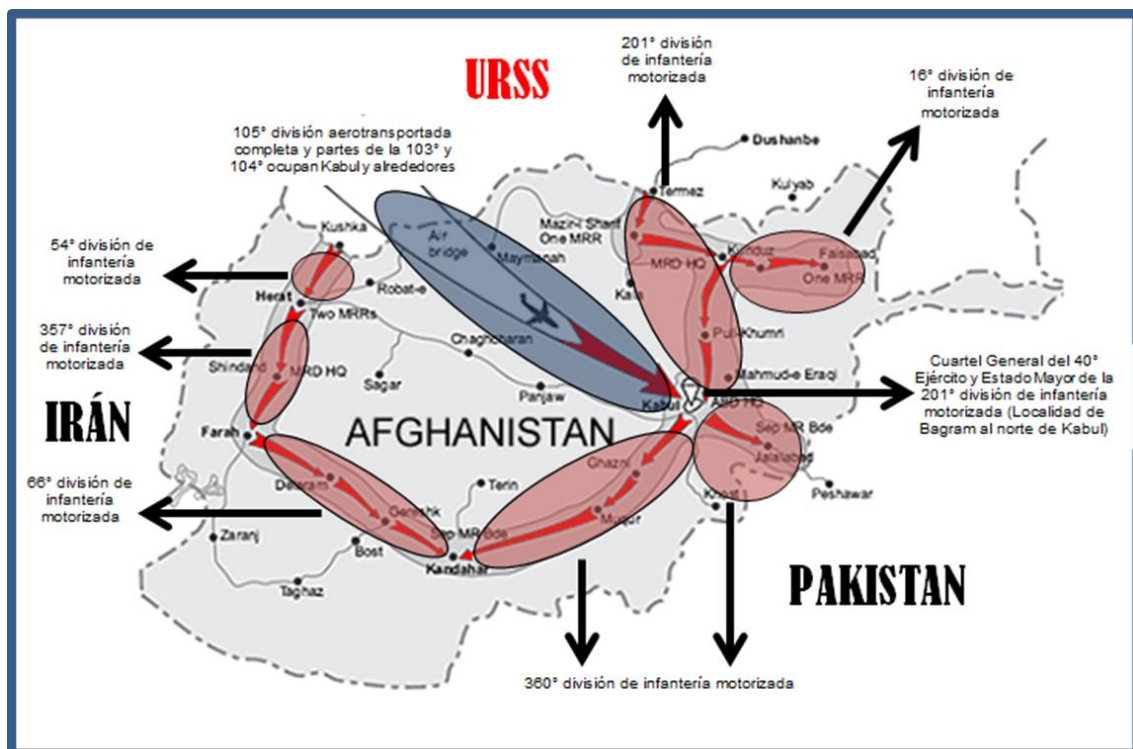 201° división
de infantería
motorizada
URSS
16° división de
infantería
motorizada
105° división aerotransportada
completa y partes de la 103° y
104° ocupan Kabul y alrededores
Dushanbe
Termez
Kulyab
Kushka
Air
bridge
Maymanah
Mazir-i Sharif
One MRR
MRD HQ
Kunduz
Faisabad
One MRR
54° división de
infantería
motorizada
Herat
Robat-e
Two MRRs
Kala
Pul-i-Khumri
357° división
de infantería
motorizada
Shindand
MRD HQ
Chaghcharan
Sagar
Panjaw
Mahmud-e Eraqi
Kabul
ABD HQ
Cuartel General del 40°
Ejército y Estado Mayor de la
201° división de infantería
motorizada (Localidad de
Bagram al norte de Kabul)
IRÁN
Farah
AFGHANISTAN
Sep MR Bde
Jalalabad
Ghazni
Peshawar
66° división de
infantería
motorizada
Delaram
Gereshk
Terin
Muqur
Sep MR Bde
Zaranj
Bost
Kandahar
Taghaz
PAKISTAN
360° división de infantería motorizada